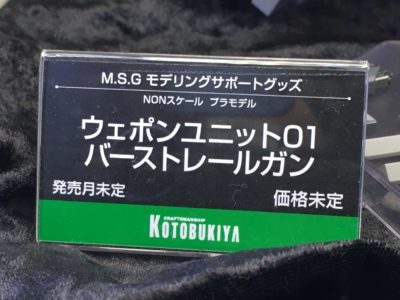 M.S.G モデリングサポートグッズ
NONスケール プラモデル
ウェポンユニット01
バーストレールガン
発売月未定 価格未定
CRAFTSMANSHIP
KOTOBUKIYA